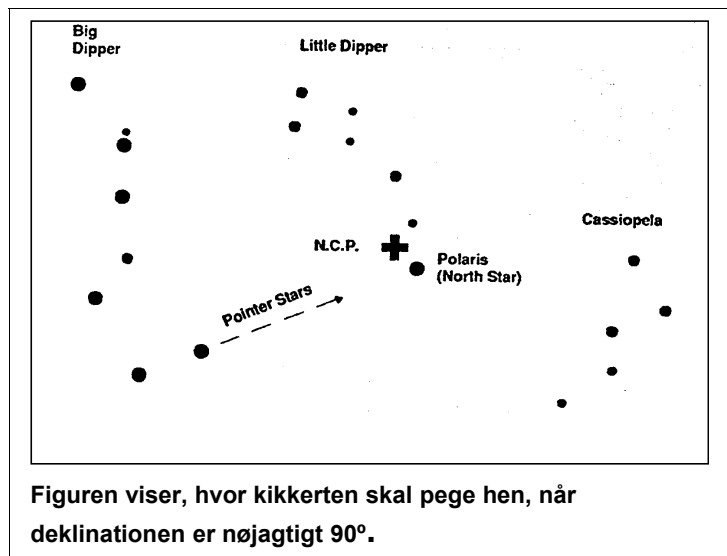 Big
Dipper
Little Dipper
Cassiopela
N.C.P.
Polaris
(North Star)
Pointer Stars
Figuren viser, hvor kikkerten skal pege hen, når
deklinationen er nøjagtigt 90º.